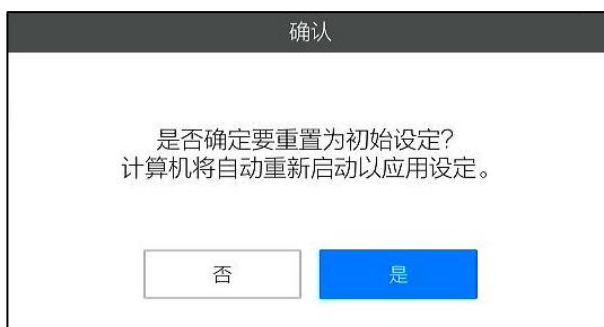 确认
是否确定要重置为初始设定?
计算机将自动重新启动以应用设定。
否
是